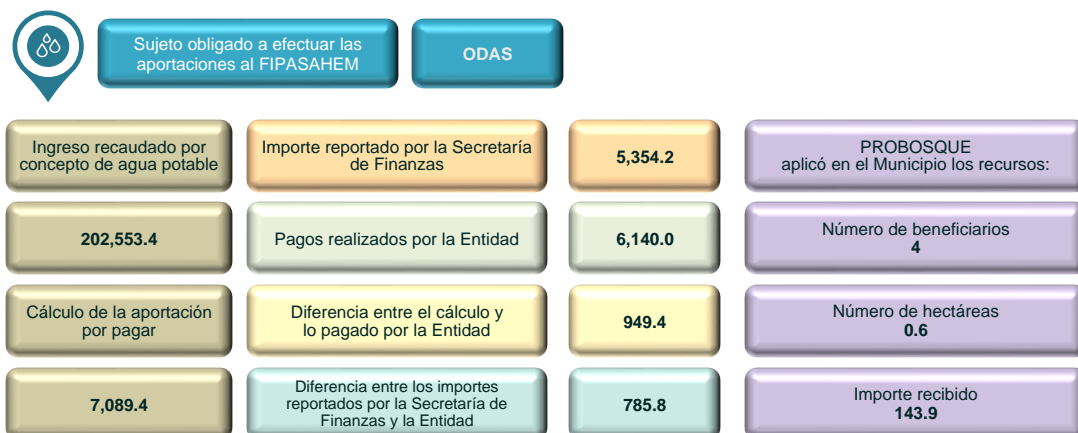 Sujeto obligado a efectuar las
aportaciones al FIPASAHEM
ODAS
Ingreso recaudado por
concepto de agua potable
202,553.4
Cálculo de la aportación
por pagar
7,089.4
Importe reportado por la Secretaría
de Finanzas
5,354.2
Pagos realizados por la Entidad
6,140.0
Diferencia entre el cálculo y
lo pagado por la Entidad
949.4
Diferencia entre los importes
reportados por la Secretaría de
Finanzas y la Entidad
785.8
PROBOSQUE
aplicó en el Municipio los recursos:
Número de beneficiarios
4
Número de hectáreas
0.6
Importe recibido
143.9